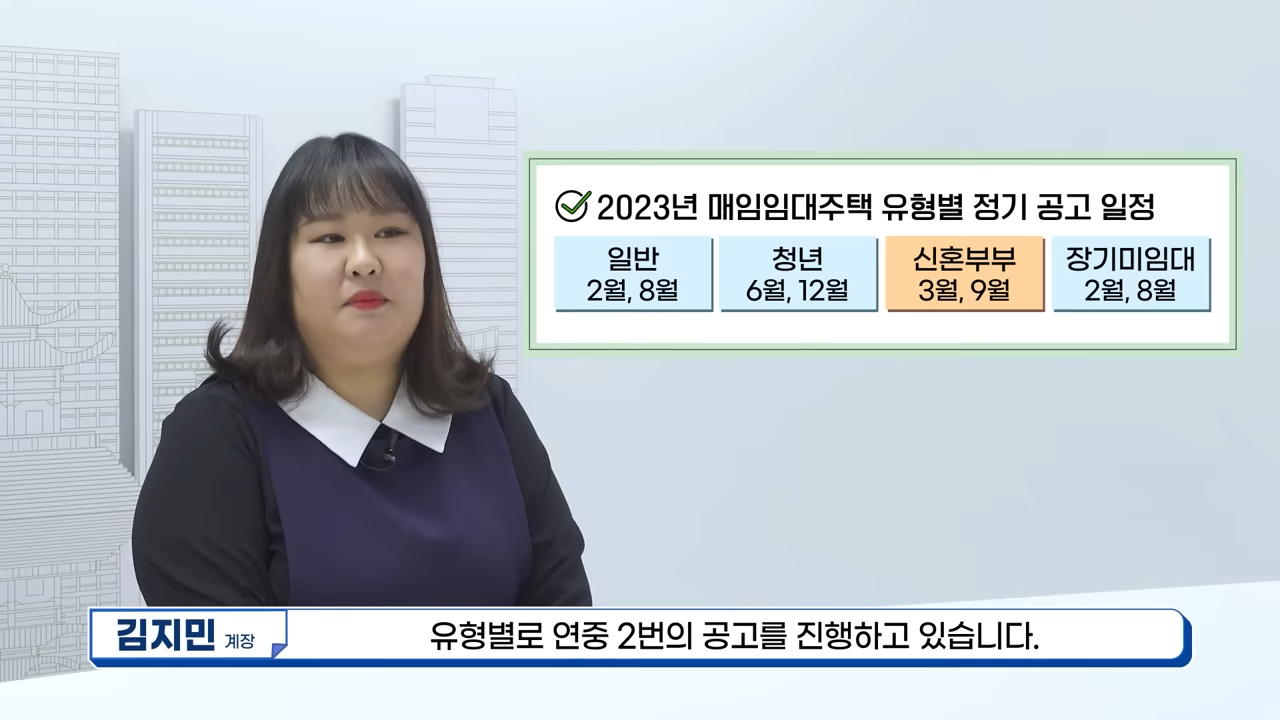 2023년 매임임대주택 유형별 정기 공고 일정
일반
2월, 8월
청년
6월, 12월
신혼부부
3월, 9월
장기미임대
2월, 8월
김지민 계장
유형별로 연중 2번의 공고를 진행하고 있습니다.